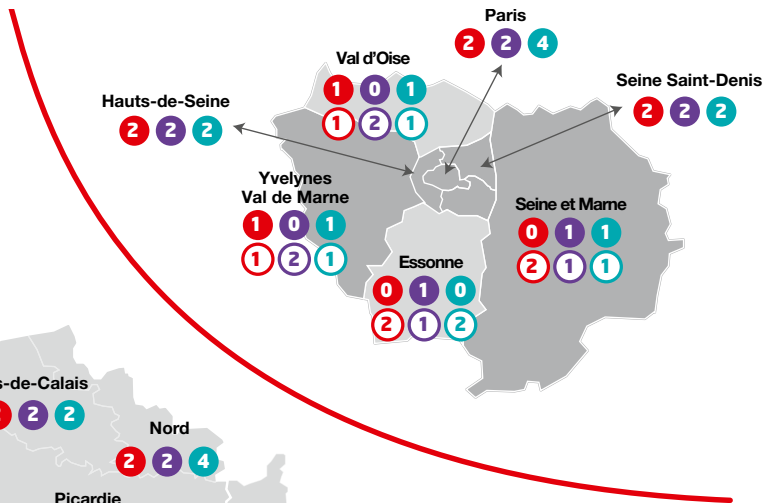 Paris
2 2 4
Val d'Oise
1 0 1
1 2 1
Seine Saint-Denis
2 2 2
Hauts-de-Seine
2 2 2
Yvelynes
Val de Marne
1 0 1
1 2 1
Seine et Marne
0 1 1
2 1 1
Essonne
0 1 0
2 1 2
s-de-Calais
2 2
Nord
2 2 4
Picardie